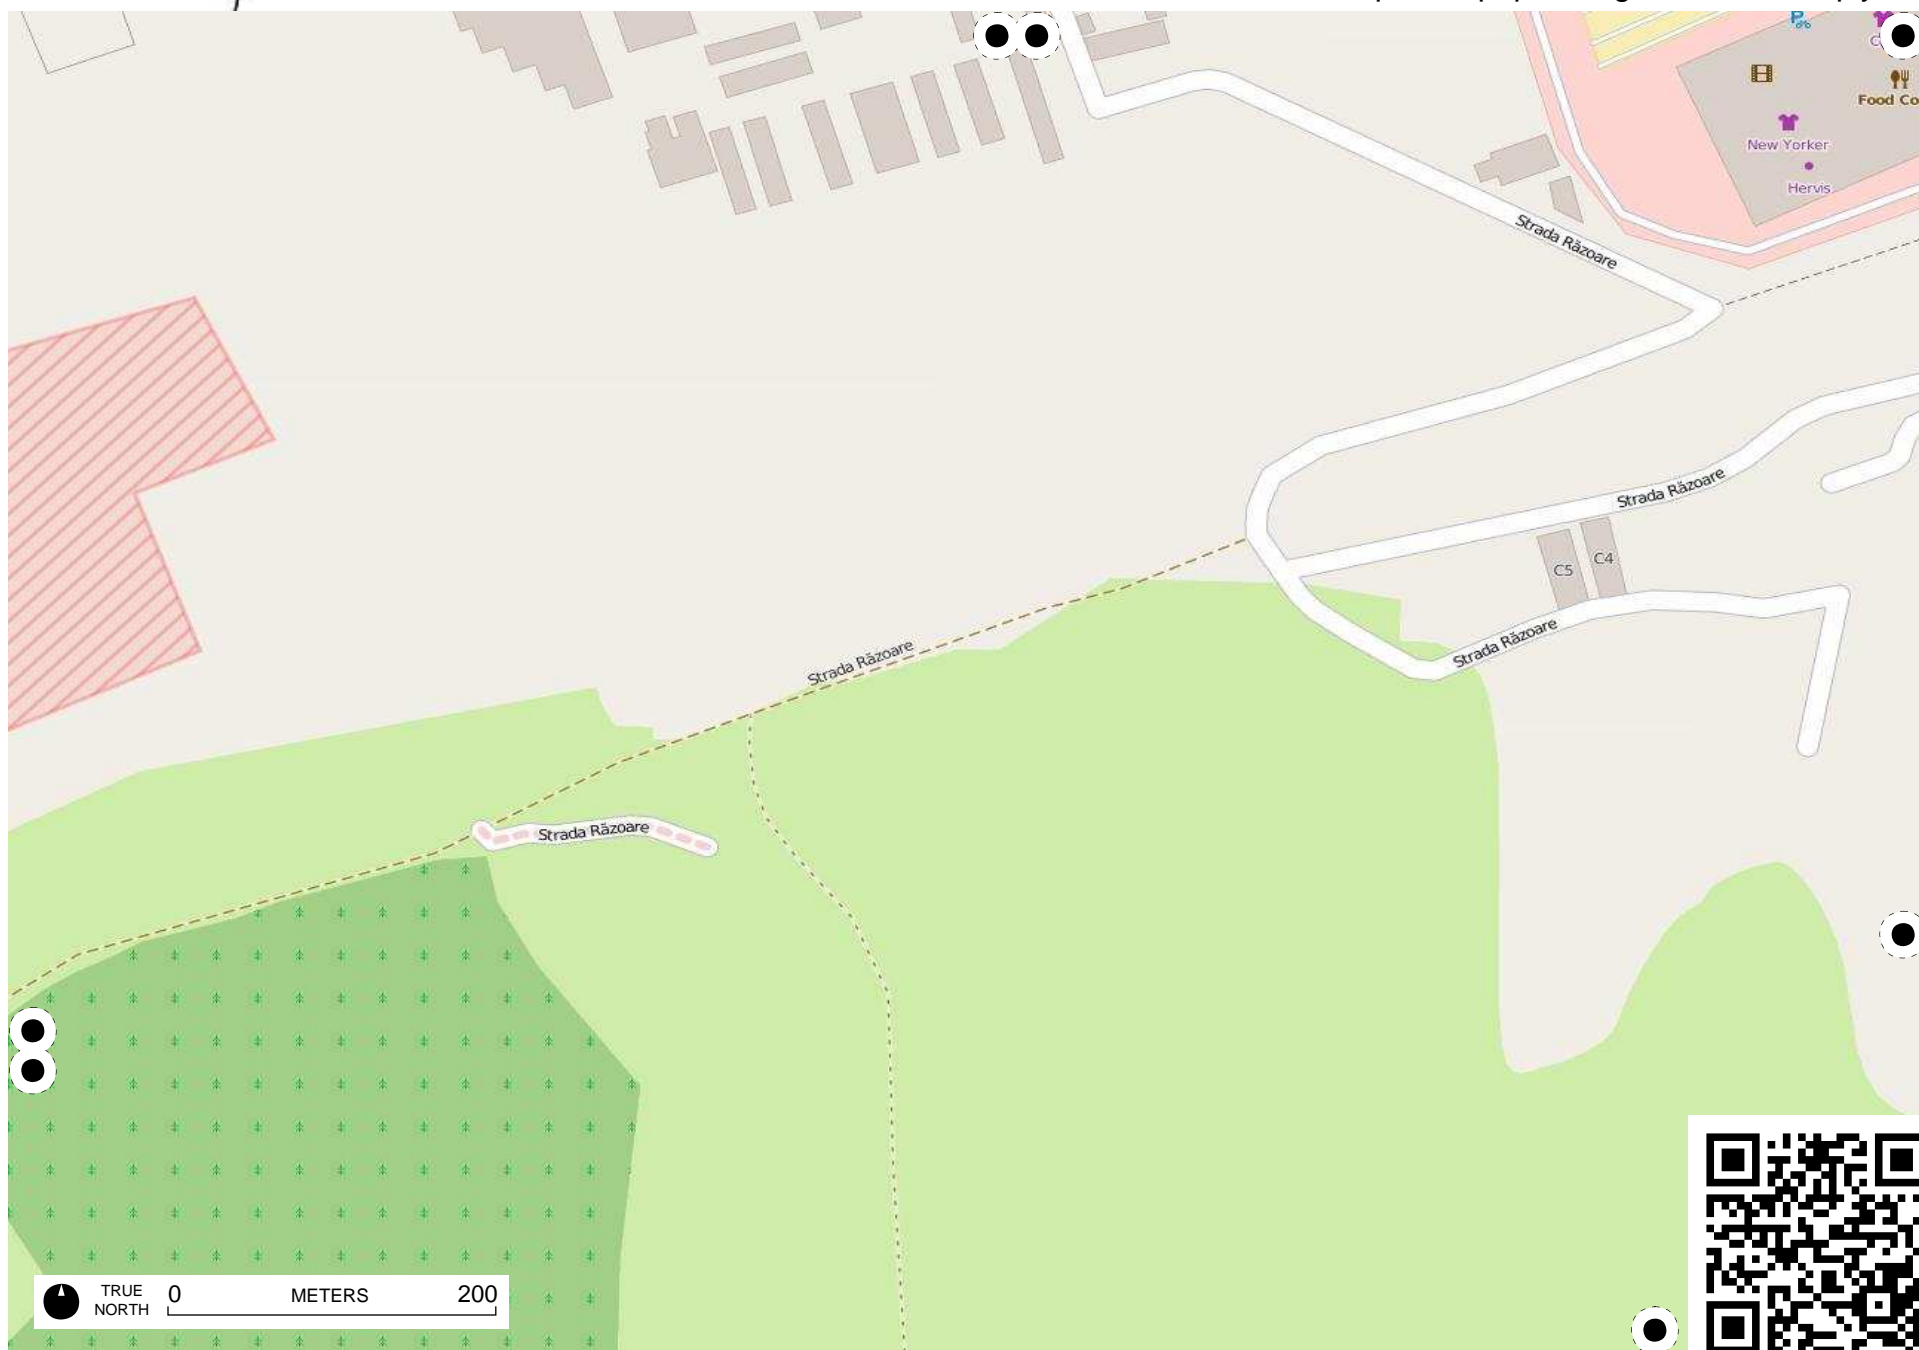 Food Co
New Yorker
Hervis
Strada Răzoare
Strada Răzoare
C5
C4
Strada Răzoare
Strada Răzoare
Strada Răzoare
TRUE
NORTH
0
METERS
200